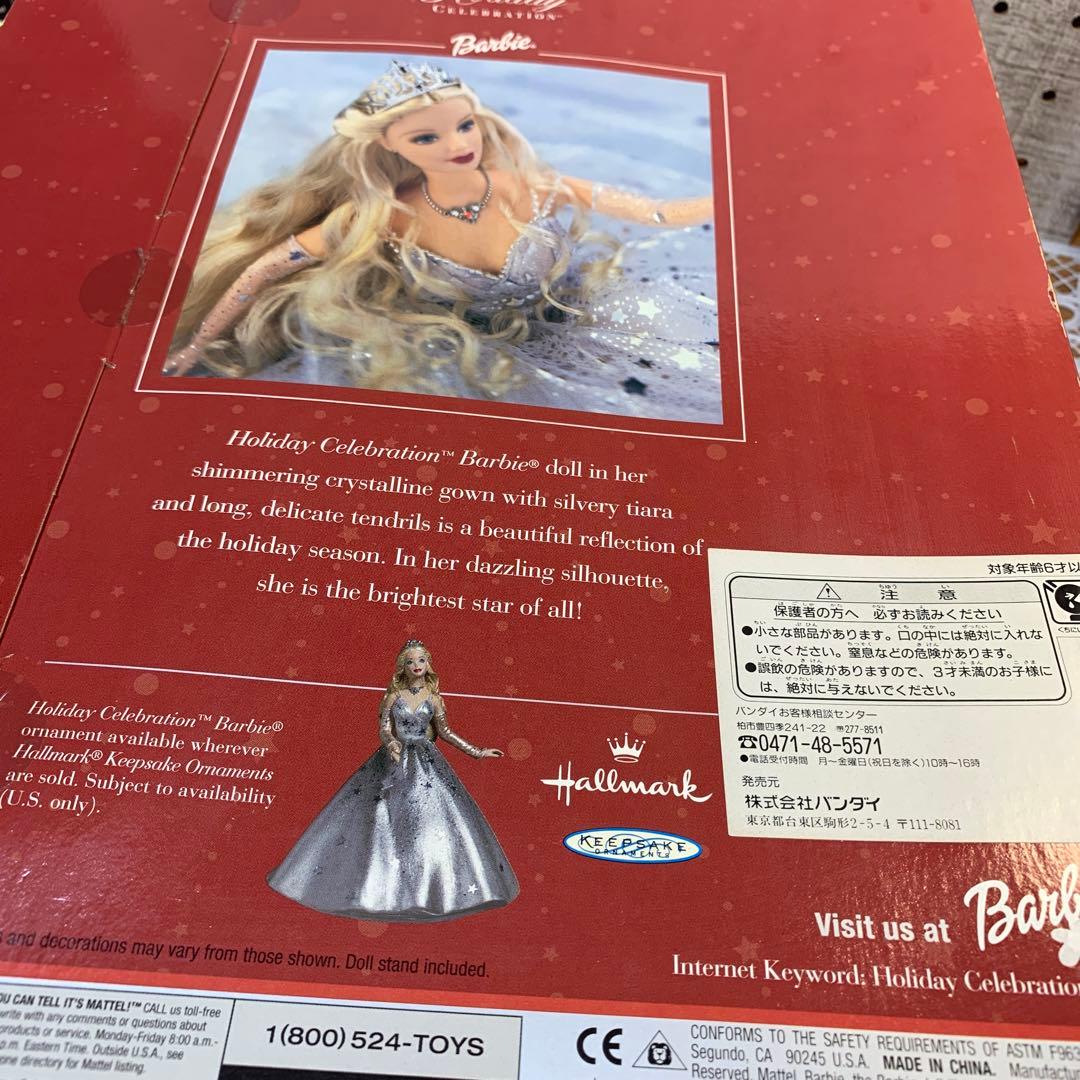 CELEBRATION™
Barbie®
Holiday Celebration™ Barbie® doll in her
shimmering crystalline gown with silvery tiara
and long, delicate tendrils is a beautiful reflection of
the holiday season. In her dazzling silhouette,
she is the brightest star of all!
Holiday Celebration™ Barbie®
ornament available wherever
Hallmark® Keepsake Ornaments
are sold. Subject to availability
(U.S. only).
Hallmark
KEEPSAKE
ORNAMENTS
対象年齢6才以
注意
保護者の方へ 必ずお読みください
●小さな部品があります。口の中には絶対に入れな
いでください。窒息などの危険があります。
●誤飲の危険がありますので、3才未満のお子様に
は、絶対に与えないでください。
バンダイお客様相談センター
柏市豊四季241-22 〒277-8511
☎0471-48-5571
●電話受付時間 月〜金曜日(祝日を除く)10時〜16時
発売元
株式会社バンダイ
東京都台東区駒形2-5-4 〒111-8081
Visit us at Barb
Internet Keyword: Holiday Celebration
and decorations may vary from those shown. Doll stand included.
OU CAN TELL IT'S MATTEL!™ CALL us toll-free
write with any comments or questions about
products or service. Monday-Friday 8:00 a.m.-
p.m. Eastern Time. Outside U.S.A., see
one directory for Mattel listing.
1(800) 524-TOYS
CE
CONFORMS TO THE SAFETY REQUIREMENTS OF ASTM F963
Segundo, CA 90245 U.S.A. MADE IN CHINA. Manufactur
Reserved. Mattel, Barbie, the